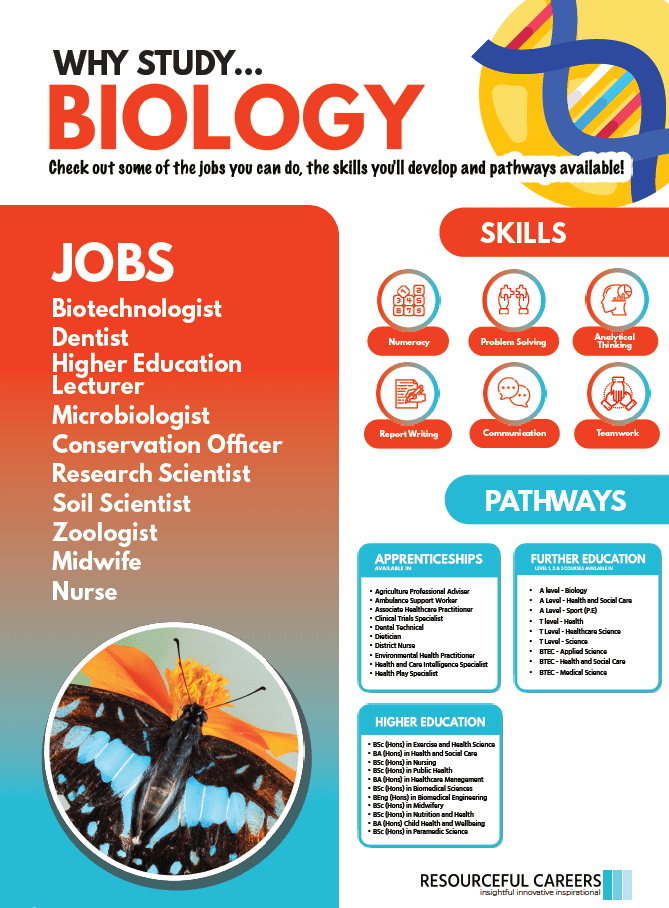 WHY STUDY...
BIOLOGY
Check out some of the jobs you can do, the skills you'll develop and pathways available!
JOBS
Biotechnologist
Dentist
Higher Education
Lecturer
Microbiologist
Conservation Officer
Research Scientist
Soil Scientist
Zoologist
Midwife
Nurse
SKILLS
Numeracy
Problem Solving
Analytical
Thinking
Report Writing
Communication
Teamwork
PATHWAYS
APPRENTICESHIPS
AVAILABLE IN
• Agriculture Professional Adviser
• Ambulance Support Worker
• Associate Healthcare Practitioner
• Clinical Trials Specialist
• Dental Technical
• Dietician
• District Nurse
• Environmental Health Practitioner
• Health and Care Intelligence Specialist
• Health Play Specialist
FURTHER EDUCATION
LEVEL 1, 2 & 3 COURSES AVAILABLE IN
• A level - Biology
• A Level - Health and Social Care
• A Level - Sport (P.E)
• T level - Health
• T Level - Healthcare Science
• T Level - Science
• BTEC - Applied Science
• BTEC - Health and Social Care
• BTEC - Medical Science
HIGHER EDUCATION
• BSc (Hons) in Exercise and Health Science
• BA (Hons) in Health and Social Care
• BSc (Hons) in Nursing
• BSc (Hons) in Public Health
• BA (Hons) in Healthcare Management
• BSc (Hons) in Biomedical Sciences
• BEng (Hons) in Biomedical Engineering
• BSc (Hons) in Midwifery
• BSc (Hons) in Nutrition and Health
• BA (Hons) Child Health and Wellbeing
• BSc (Hons) in Paramedic Science
RESOURCEFUL CAREERS
insightful innovative inspirational